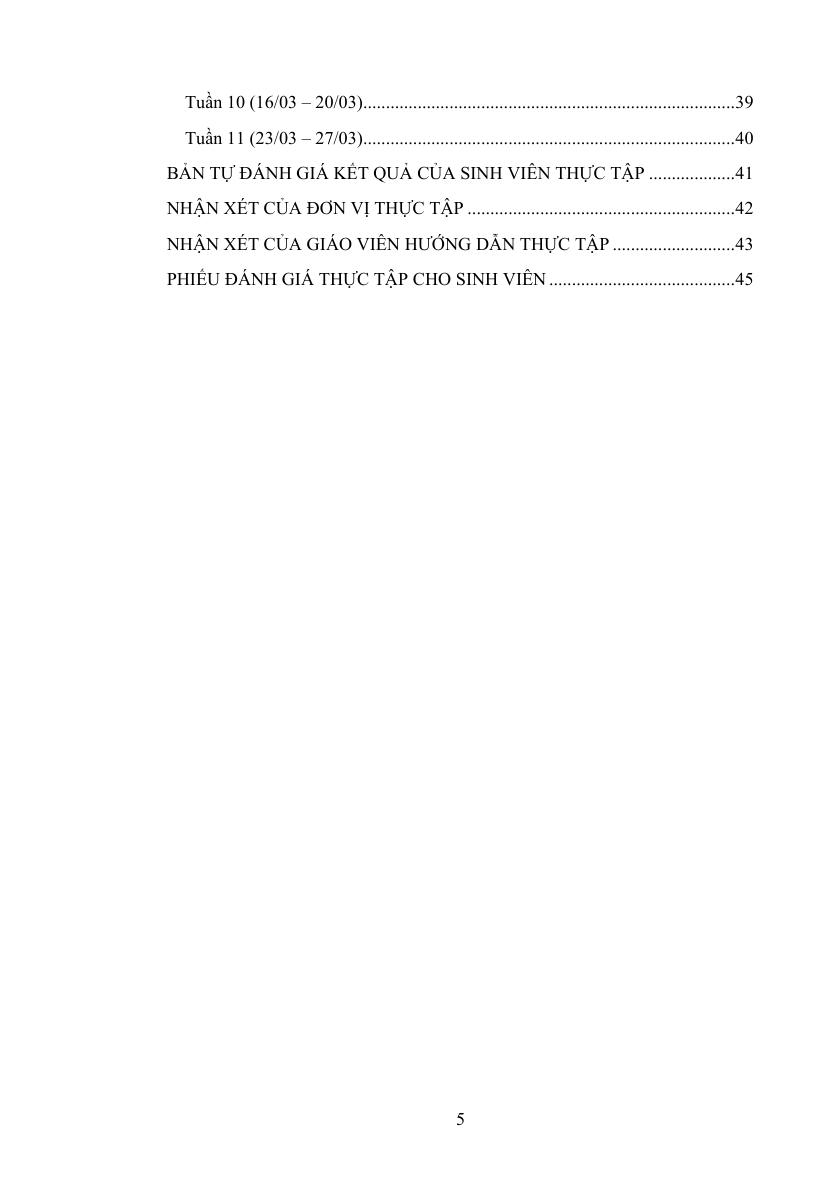 Tuần 10 (16/03 – 20/03)..................................................................................39
Tuần 11 (23/03 – 27/03)..................................................................................40
BẢN TỰ ĐÁNH GIÁ KẾT QUẢ CỦA SINH VIÊN THỰC TẬP ...................41
NHẬN XÉT CỦA ĐƠN VỊ THỰC TẬP ...........................................................42
NHẬN XÉT CỦA GIÁO VIÊN HƯỚNG DẪN THỰC TẬP ...........................43
PHIẾU ĐÁNH GIÁ THỰC TẬP CHO SINH VIÊN .........................................45
5